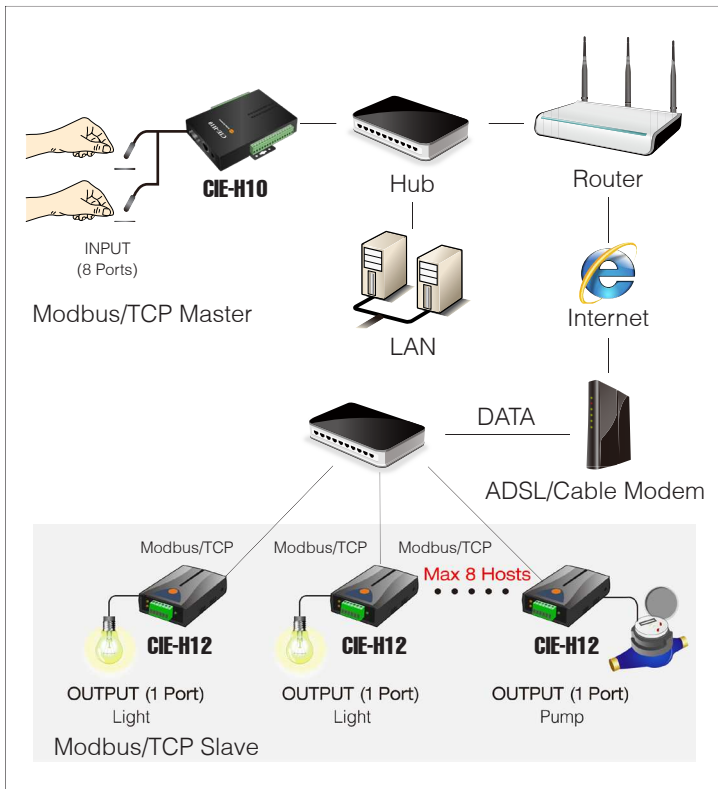 CIE-H10
CIE-H10
Hub
Router
INPUT
(8 Ports)
Modbus/TCP Master
LAN
Internet
DATA
ADSL/Cable Modem
Modbus/TCP
Modbus/TCP
Modbus/TCP
Max 8 Hosts
CIE-H12
CIE-H12
CIE-H12
OUTPUT (1 Port)
Light
OUTPUT (1 Port)
Light
OUTPUT (1 Port)
Pump
Modbus/TCP Slave